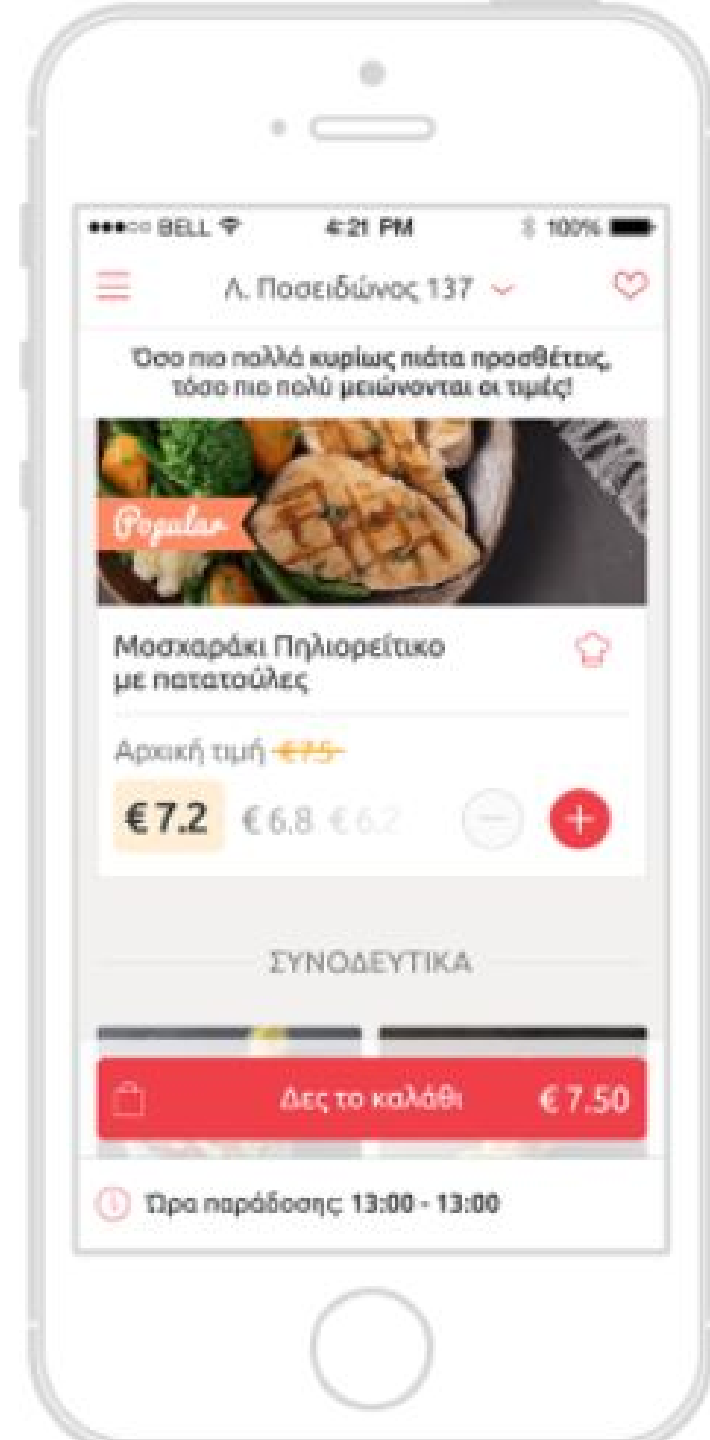 BELL 4:21 PM 100%
Λ. Ποσειδώνος 137
Όσο πιο πολλά κυρίως πιάτα προσθέτεις,
τόσο πιο πολύ μειώνονται οι τιμές!
Popular
Μοσχαράκι Πηλιορείτικο
με πατατούλες
Αρχική τιμή €7.5
€ 7.2 € 6.8 € 6.2
ΣΥΝΟΔΕΥΤΙΚΑ
Δες το καλάθι € 7.50
Ώρα παράδοσης: 13:00 - 13:00